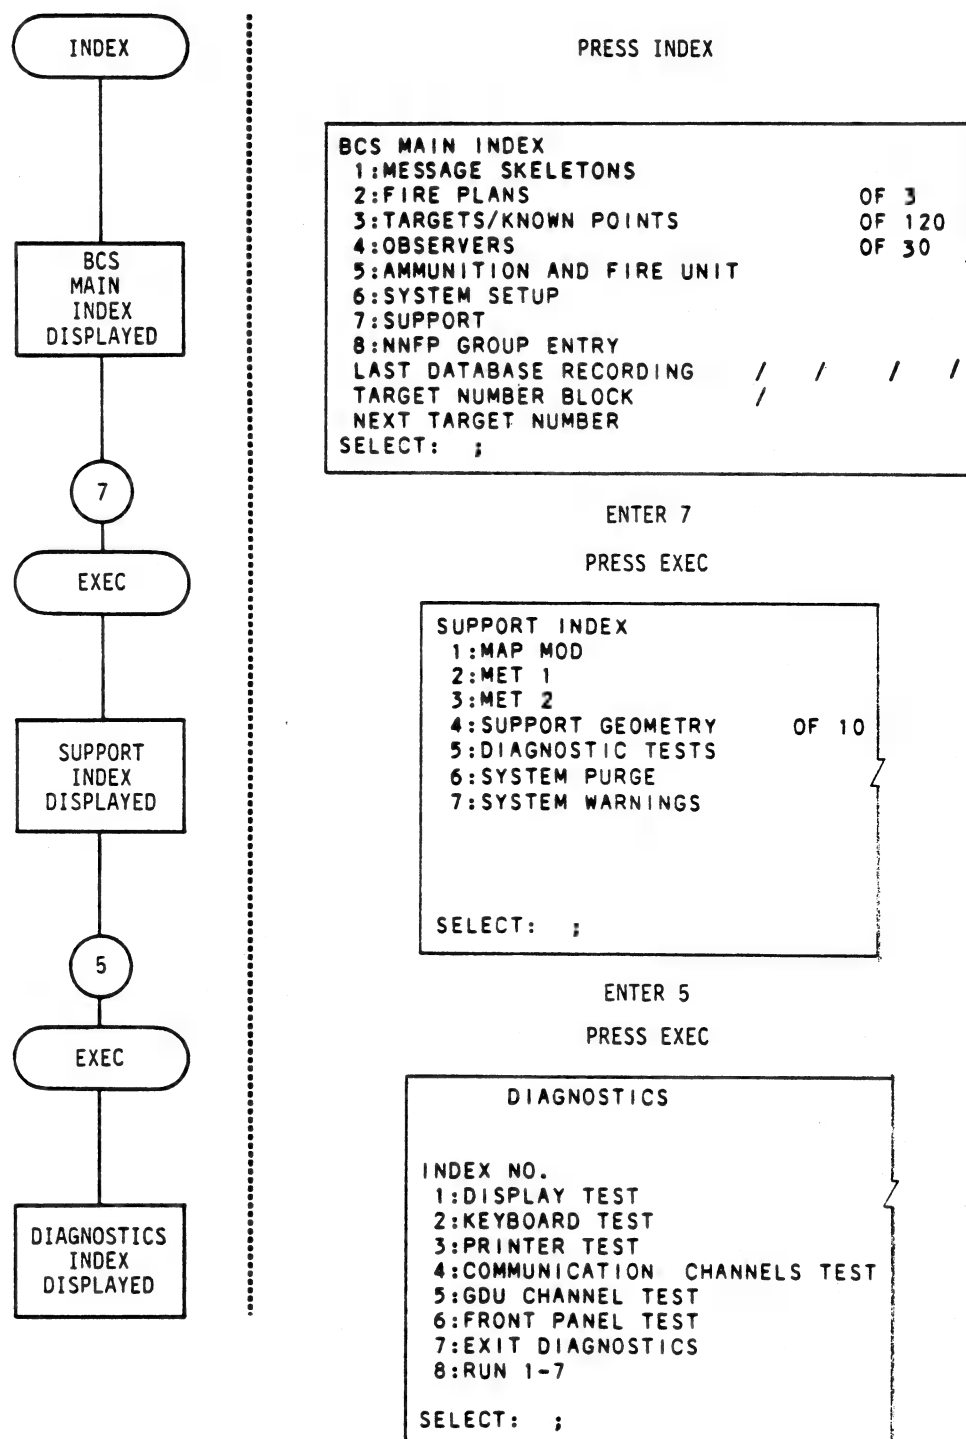 INDEX
BCS
MAIN
INDEX
DISPLAYED
7
EXEC
SUPPORT
INDEX
DISPLAYED
5
EXEC
DIAGNOSTICS
INDEX
DISPLAYED
PRESS INDEX
BCS MAIN INDEX
1:MESSAGE SKELETONS
2:FIRE PLANS OF 3
3:TARGETS/KNOWN POINTS OF 120
4:OBSERVERS OF 30
5:AMMUNITION AND FIRE UNIT
6:SYSTEM SETUP
7:SUPPORT
8:NNFP GROUP ENTRY
LAST DATABASE RECORDING / / / /
TARGET NUMBER BLOCK /
NEXT TARGET NUMBER
SELECT: ;
ENTER 7
PRESS EXEC
SUPPORT INDEX
1:MAP MOD
2:MET 1
3:MET 2
4:SUPPORT GEOMETRY OF 10
5:DIAGNOSTIC TESTS
6:SYSTEM PURGE
7:SYSTEM WARNINGS
SELECT: ;
ENTER 5
PRESS EXEC
DIAGNOSTICS
INDEX NO.
1:DISPLAY TEST
2:KEYBOARD TEST
3:PRINTER TEST
4:COMMUNICATION CHANNELS TEST
5:GDU CHANNEL TEST
6:FRONT PANEL TEST
7:EXIT DIAGNOSTICS
8:RUN 1-7
SELECT: ;